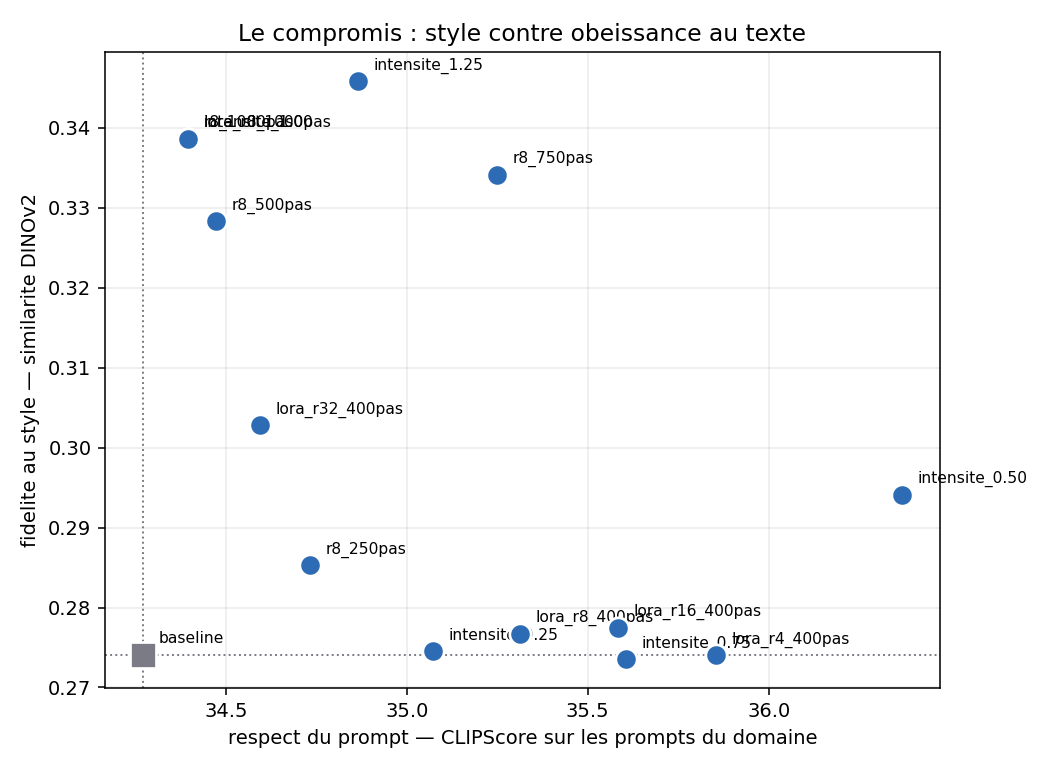 Le compromis : style contre obeissance au texte
intensite_1.25
0.34
r8_750pas
0.33
r8_500pas
fidelite au style — similarite DINOv2
0.32
0.31
lora_r32_400pas
0.30
intensite_0.50
0.29
r8_250pas
0.28
lora_r8_400pas
lora_r16_400pas
baseline
intensite_0.75
lora_r4_400pas
0.27
34.5
35.0
35.5
36.0
respect du prompt — CLIPScore sur les prompts du domaine